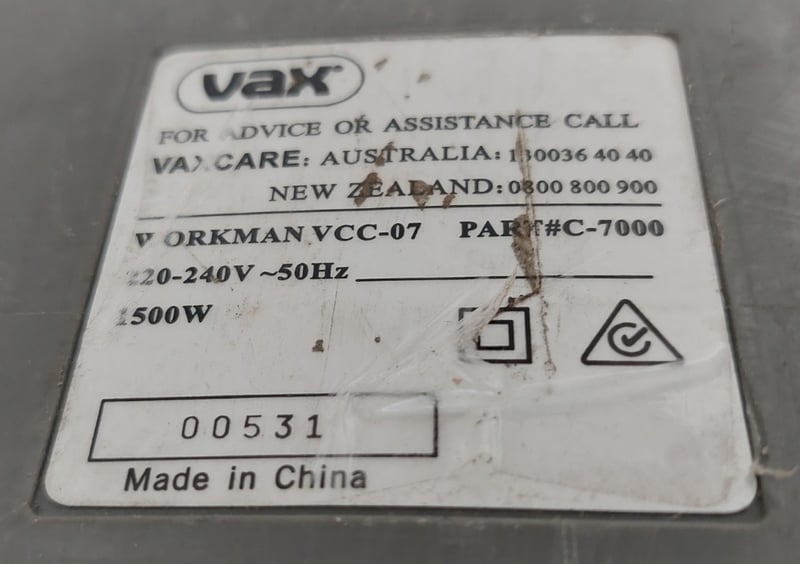 vax
FOR ADVICE OR ASSISTANCE CALL
VAXCARE: AUSTRALIA: 130036 40 40
NEW ZEALAND: 0800 800 900
WORKMAN VCC-07 PART#C-7000
220-240V ~50Hz
1500W
00531
Made in China